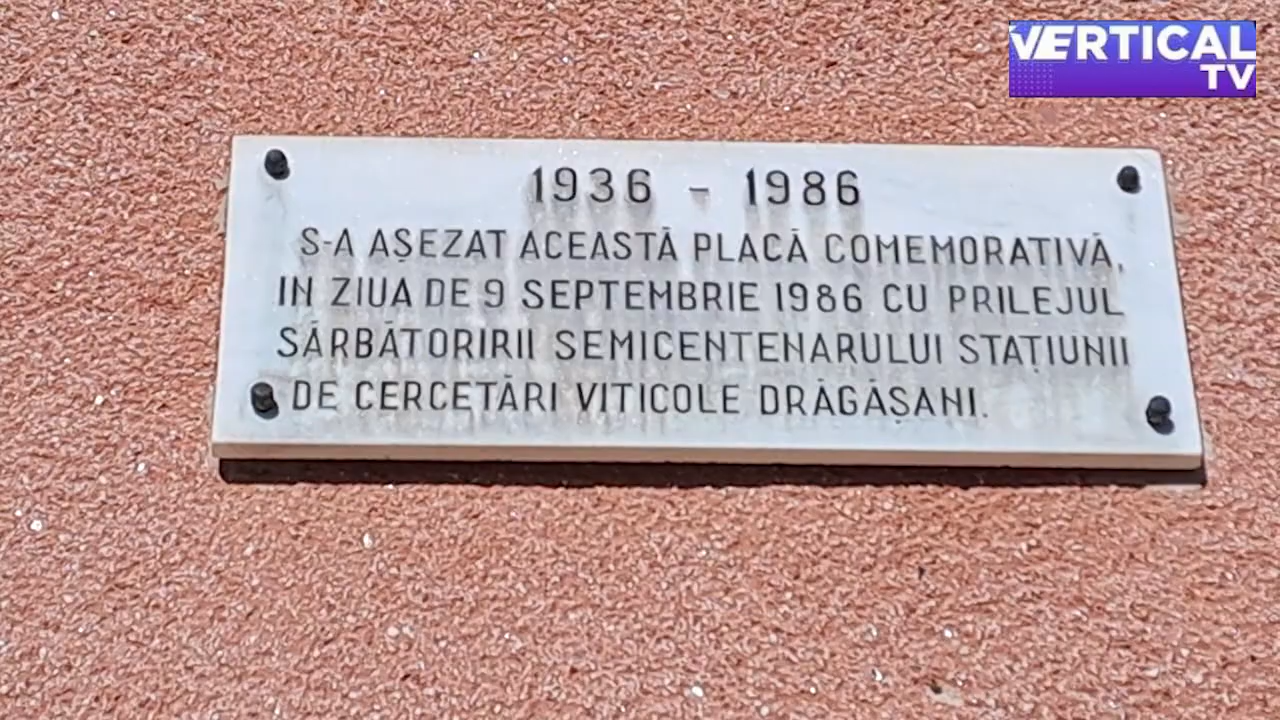 VERTICAL
TV
1936 - 1986
S-A AȘEZAT ACEASTĂ PLACĂ COMEMORATIVĂ,
IN ZIUA DE 9 SEPTEMBRIE 1986 CU PRILEJUL
SĂRBĂTORIRII SEMICENTENARULUI STAȚIUNII
DE CERCETĂRI VITICOLE DRĂGĂȘANI.